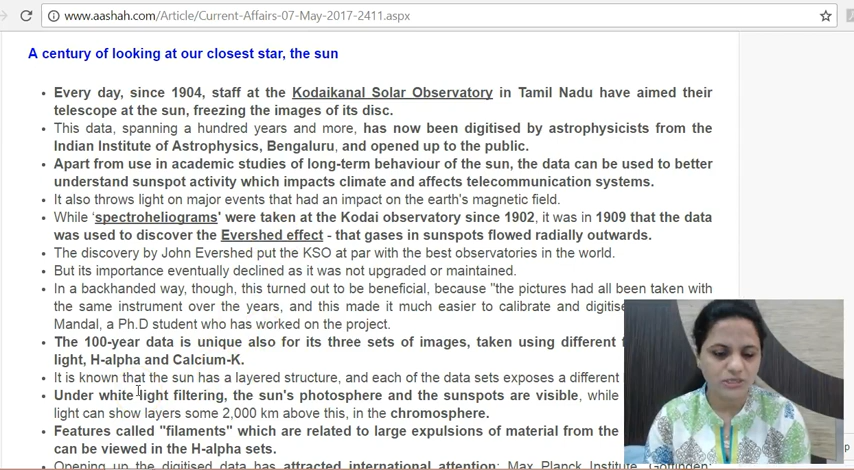 www.aashah.com/Article/Current-Affairs-07-May-2017-2411.aspx
A century of looking at our closest star, the sun
• Every day, since 1904, staff at the Kodaikanal Solar Observatory in Tamil Nadu have aimed their
telescope at the sun, freezing the images of its disc.
• This data, spanning a hundred years and more, has now been digitised by astrophysicists from the
Indian Institute of Astrophysics, Bengaluru, and opened up to the public.
• Apart from use in academic studies of long-term behaviour of the sun, the data can be used to better
understand sunspot activity which impacts climate and affects telecommunication systems.
• It also throws light on major events that had an impact on the earth's magnetic field.
• While 'spectroheliograms' were taken at the Kodai observatory since 1902, it was in 1909 that the data
was used to discover the Evershed effect - that gases in sunspots flowed radially outwards.
• The discovery by John Evershed put the KSO at par with the best observatories in the world.
• But its importance eventually declined as it was not upgraded or maintained.
• In a backhanded way, though, this turned out to be beneficial, because "the pictures had all been taken with
the same instrument over the years, and this made it much easier to calibrate and digitise
Mandal, a Ph.D student who has worked on the project.
• The 100-year data is unique also for its three sets of images, taken using different
light, H-alpha and Calcium-K.
• It is known that the sun has a layered structure, and each of the data sets exposes a different
• Under white light filtering, the sun's photosphere and the sunspots are visible, while
light can show layers some 2,000 km above this, in the chromosphere.
• Features called "filaments" which are related to large expulsions of material from the
can be viewed in the H-alpha sets.
• Opening up the digitised data has attracted international attention: Max Planck Institute, Gottingen;